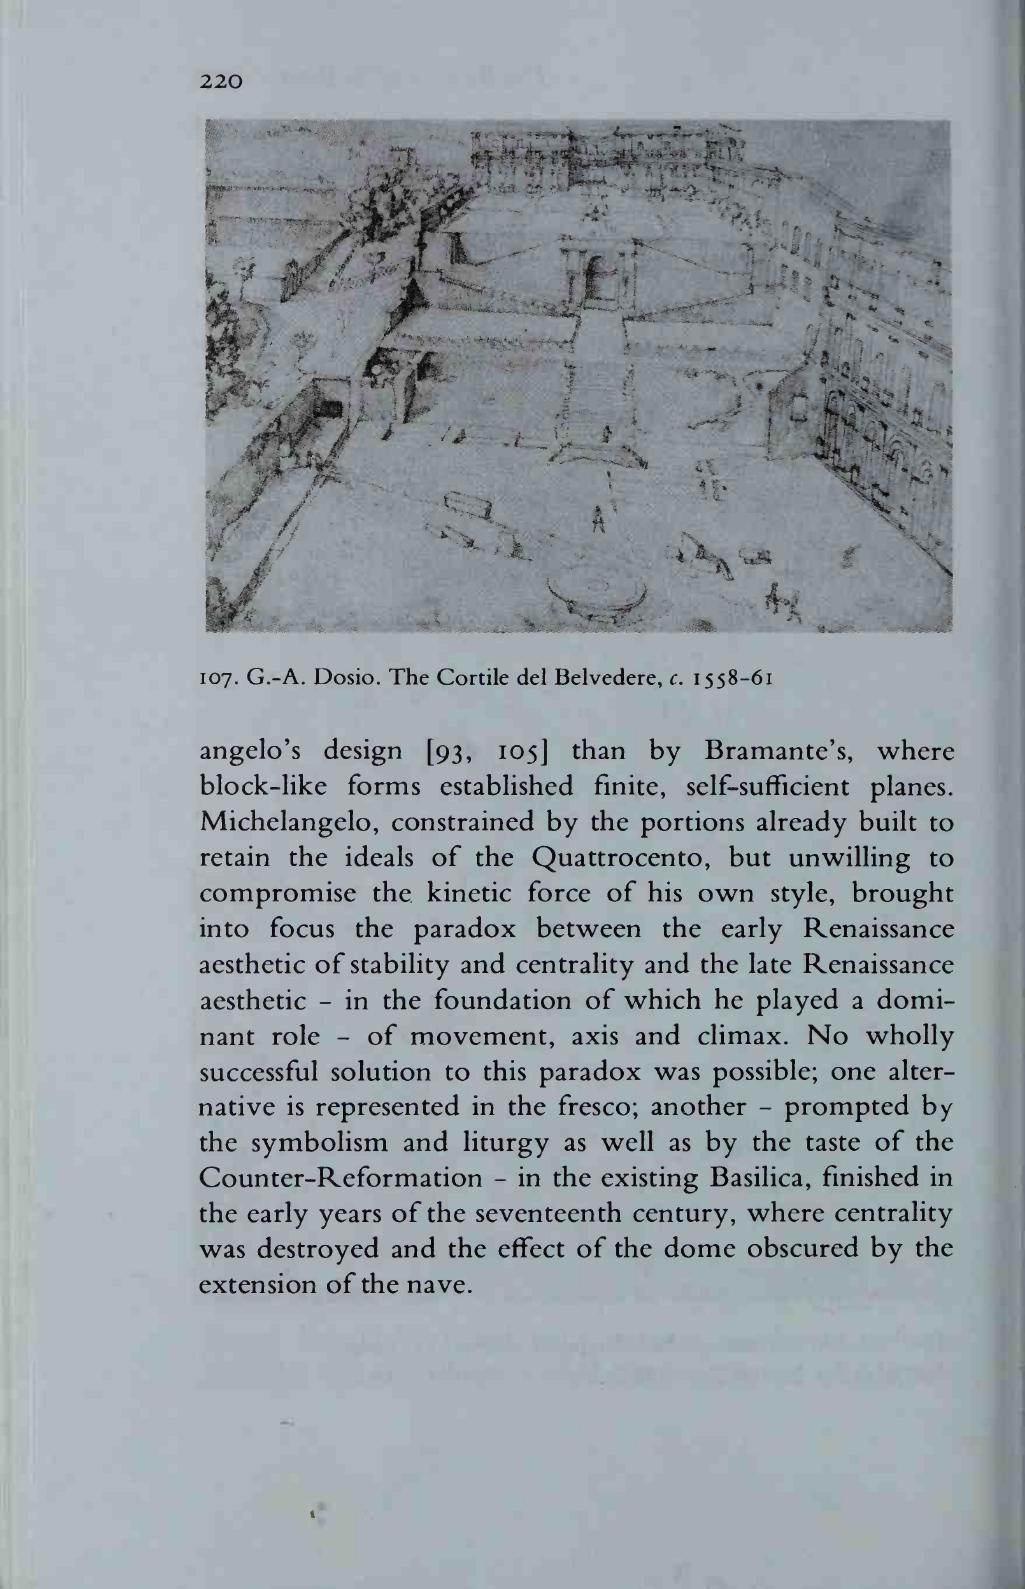 220
107. G.-A. Dosio. The Cortile del Belvedere, c. 1558-61
angelo's design [93, 105] than by Bramante's, where
block-like forms established finite, self-sufficient planes.
Michelangelo, constrained by the portions already built to
retain the ideals of the Quattrocento, but unwilling to
compromise the kinetic force of his own style, brought
into focus the paradox between the early Renaissance
aesthetic of stability and centrality and the late Renaissance
aesthetic – in the foundation of which he played a domi-
nant role – of movement, axis and climax. No wholly
successful solution to this paradox was possible; one alter-
native is represented in the fresco; another – prompted by
the symbolism and liturgy as well as by the taste of the
Counter-Reformation – in the existing Basilica, finished in
the early years of the seventeenth century, where centrality
was destroyed and the effect of the dome obscured by the
extension of the nave.